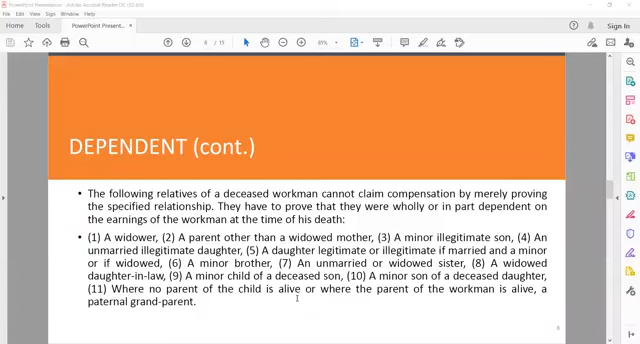 PowerPoint Presentation - Adobe Acrobat Reader DC (32-bit)
File Edit View Sign Window Help
Home Tools PowerPoint Present... ×
Sign In
6 / 15
85%
DEPENDENT (cont.)
• The following relatives of a deceased workman cannot claim compensation by merely proving
the specified relationship. They have to prove that they were wholly or in part dependent on
the earnings of the workman at the time of his death:
• (1) A widower, (2) A parent other than a widowed mother, (3) A minor illegitimate son, (4) An
unmarried illegitimate daughter, (5) A daughter legitimate or illegitimate if married and a minor
or if widowed, (6) A minor brother, (7) An unmarried or widowed sister, (8) A widowed
daughter-in-law, (9) A minor child of a deceased son, (10) A minor son of a deceased daughter,
(11) Where no parent of the child is alive or where the parent of the workman is alive, a
paternal grand-parent.